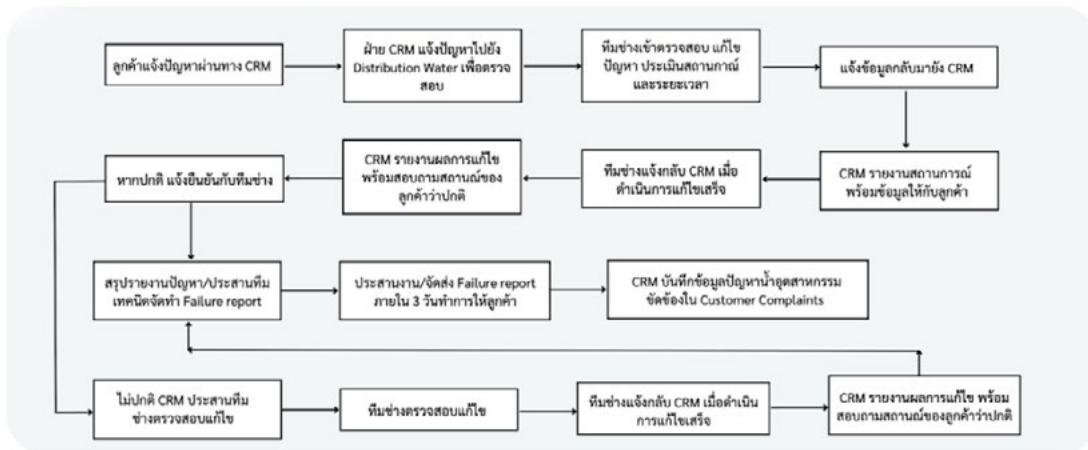 ลูกค้าแจ้งปัญหาผ่านทาง CRM
ฝ่าย CRM แจ้งปัญหาไปยัง
Distribution Water เพื่อตรวจ
สอบ
ทีมช่างเข้าตรวจสอบ แก้ไข
ปัญหา ประเมินสถานกาณ์
และระยะเวลา
แจ้งข้อมูลกลับมายัง CRM
CRM รายงานสถานการณ์
พร้อมข้อมูลให้กับลูกค้า
ทีมช่างแจ้งกลับ CRM เมื่อ
ดำเนินการแก้ไขเสร็จ
CRM รายงานผลการแก้ไข
พร้อมสอบถามสถานณ์ของ
ลูกค้าว่าปกติ
หากปกติ แจ้งยืนยันกับทีมช่าง
สรุปรายงานปัญหา/ประสานทีม
เทคนิตจัดทำ Failure report
ประสานงาน/จัดส่ง Failure report
ภายใน 3 วันทำการให้ลูกค้า
CRM บันทึกข้อมูลปัญหาน้ำอุตสาหกรรม
ขัดข้องใน Customer Complaints
ไม่ปกติ CRM ประสานทีม
ช่างตรวจสอบแก้ไข
ทีมช่างตรวจสอบแก้ไข
ทีมช่างแจ้งกลับ CRM เมื่อดำเนิน
การแก้ไขเสร็จ
CRM รายงานผลการแก้ไข พร้อม
สอบถามสถานณ์ของลูกค้าว่าปกติ